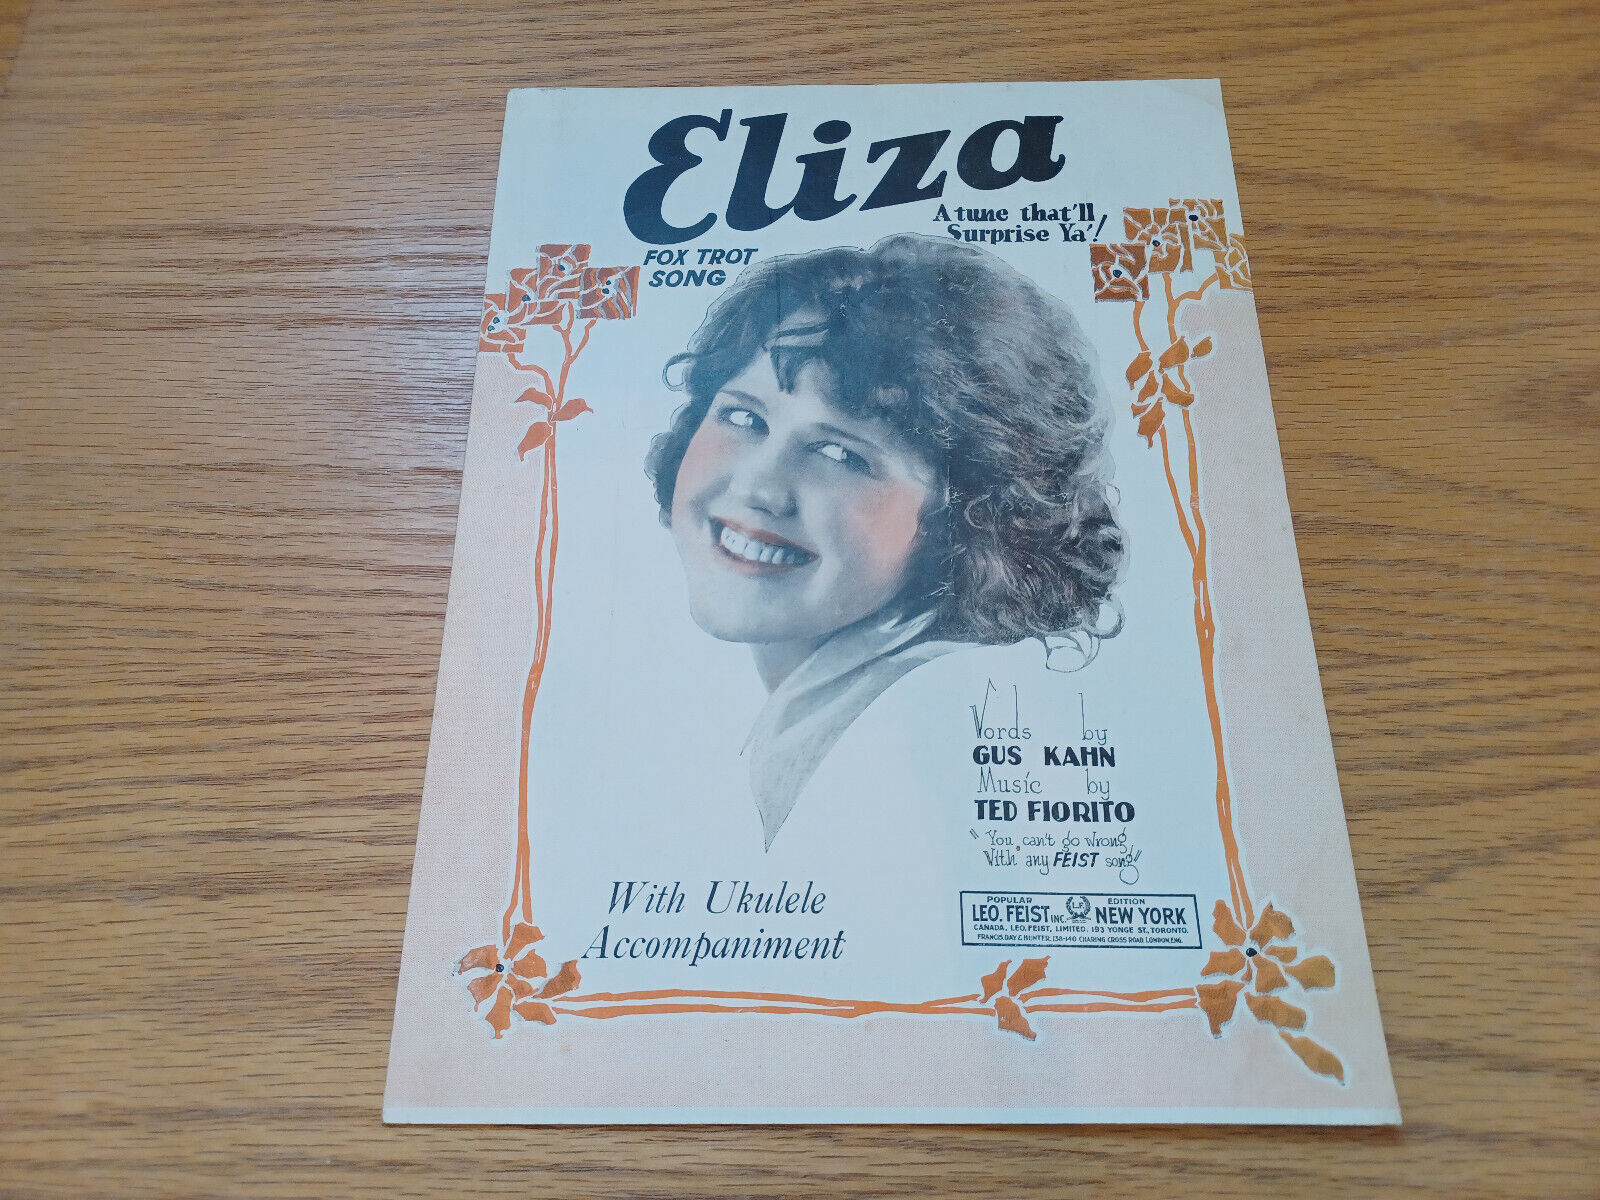 Eliza
A tune that'll
Surprise Ya'!
FOX TROT
SONG
Words by
GUS KAHN
Music by
TED FIORITO
"You can't go wrong
With any FEIST song"
With Ukulele
Accompaniment
POPULAR L.F. EDITION
LEO. FEIST INC. NEW YORK
CANADA, LEO. FEIST, LIMITED. 193 YONGE ST., TORONTO.
FRANCIS, DAY & HUNTER, 138-140 CHARING CROSS ROAD, LONDON, ENG.